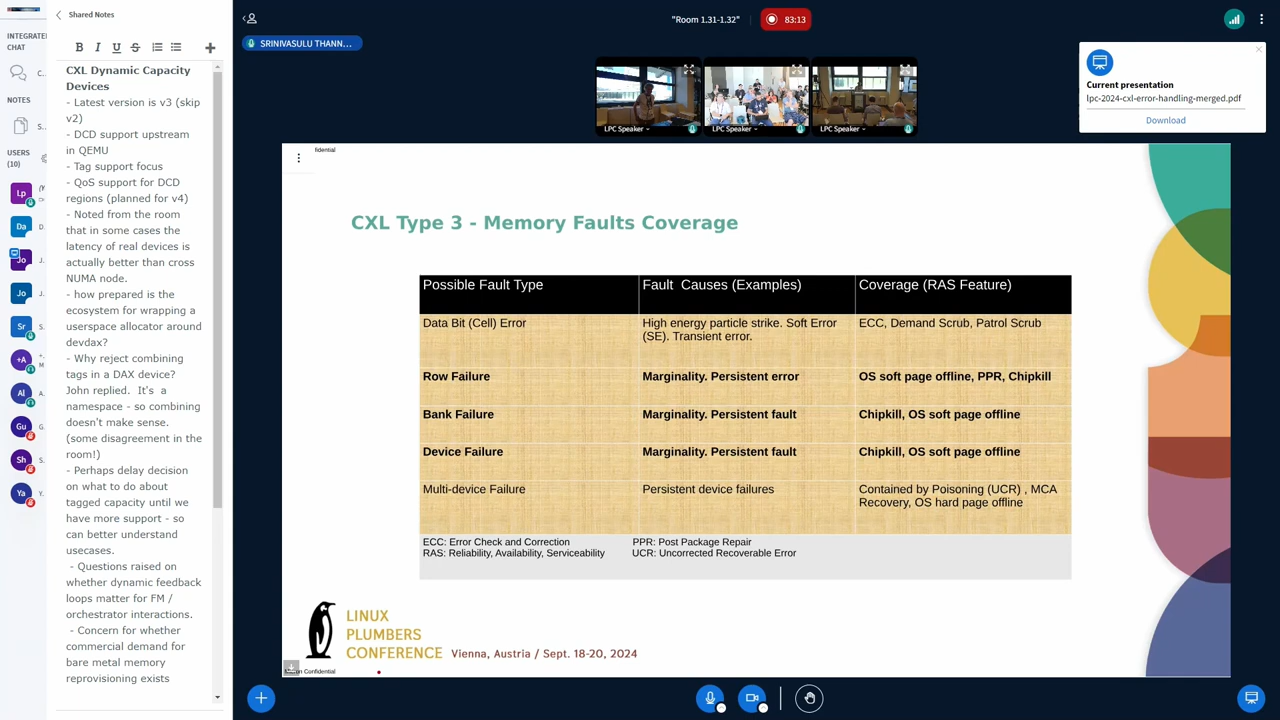 INTEGRATE
CHAT
C...
NOTES
S...
USERS
(10)
Lp
Da
D.
Jo
J.
Jo
J.
Sr
S.
+A
M
Al
Gu
G.
Sh
S.
Ya
Y.
Shared Notes
B I U S
CXL Dynamic Capacity
Devices
- Latest version is v3 (skip
v2)
- DCD support upstream
in QEMU
- Tag support focus
- QoS support for DCD
regions (planned for v4)
- Noted from the room
that in some cases the
latency of real devices is
actually better than cross
NUMA node.
- how prepared is the
ecosystem for wrapping a
userspace allocator around
devdax?
- Why reject combining
tags in a DAX device?
John replied. It's a
namespace - so combining
doesn't make sense.
(some disagreement in the
room!)
- Perhaps delay decision
on what to do about
tagged capacity until we
have more support - so
can better understand
usecases.
- Questions raised on
whether dynamic feedback
loops matter for FM /
orchestrator interactions.
- Concern for whether
commercial demand for
bare metal memory
reprovisioning exists
"Room 1.31-1.32"
83:13
SRINIVASULU THANN...
LPC Speaker
LPC Speaker
LPC Speaker
Current presentation
lpc-2024-cxl-error-handling-merged.pdf
Download
fidential
CXL Type 3 - Memory Faults Coverage
Possible Fault Type Fault Causes (Examples) Coverage (RAS Feature)
Data Bit (Cell) Error High energy particle strike. Soft Error ECC, Demand Scrub, Patrol Scrub
(SE). Transient error.
Row Failure Marginality. Persistent error OS soft page offline, PPR, Chipkill
Bank Failure Marginality. Persistent fault Chipkill, OS soft page offline
Device Failure Marginality. Persistent fault Chipkill, OS soft page offline
Multi-device Failure Persistent device failures Contained by Poisoning (UCR) , MCA
Recovery, OS hard page offline
ECC: Error Check and Correction PPR: Post Package Repair
RAS: Reliability, Availability, Serviceability UCR: Uncorrected Recoverable Error
LINUX
PLUMBERS
CONFERENCE Vienna, Austria / Sept. 18-20, 2024
Confidential